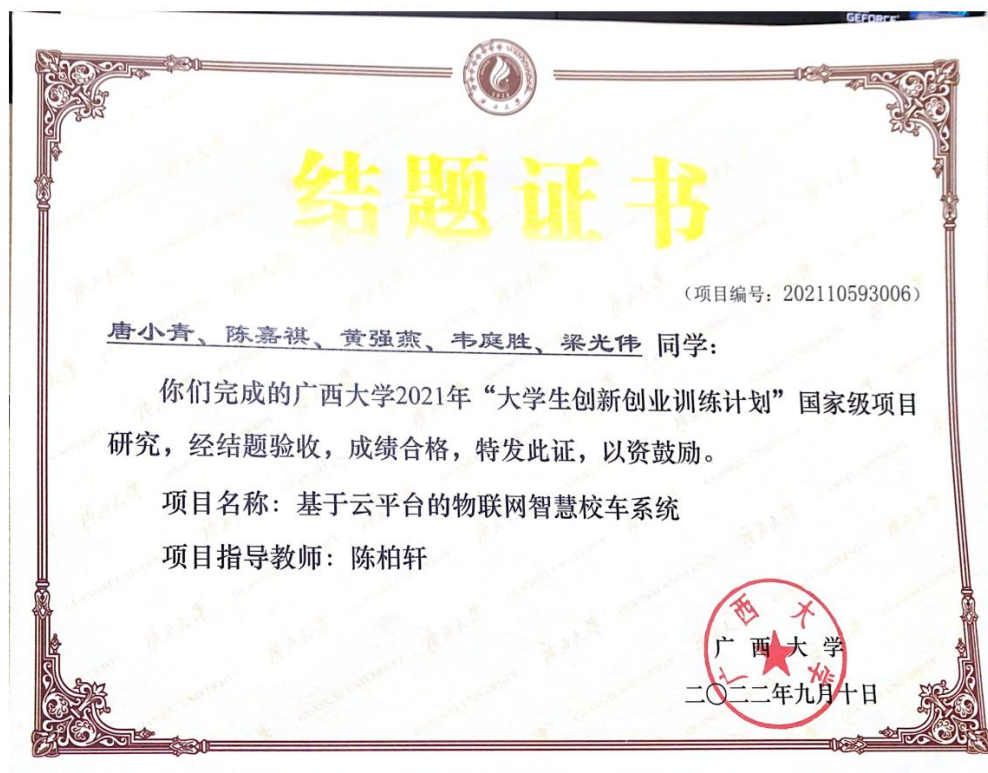 GEFORCE
1928
结题证书
（项目编号：202110593006）
唐小青、陈嘉祺、黄强燕、韦庭胜、梁光伟 同学：
你们完成的广西大学2021年“大学生创新创业训练计划”国家级项目
研究，经结题验收，成绩合格，特发此证，以资鼓励。
项目名称：基于云平台的物联网智慧校车系统
项目指导教师：陈柏轩
广西大学
广西大学
二〇二二年九月十日